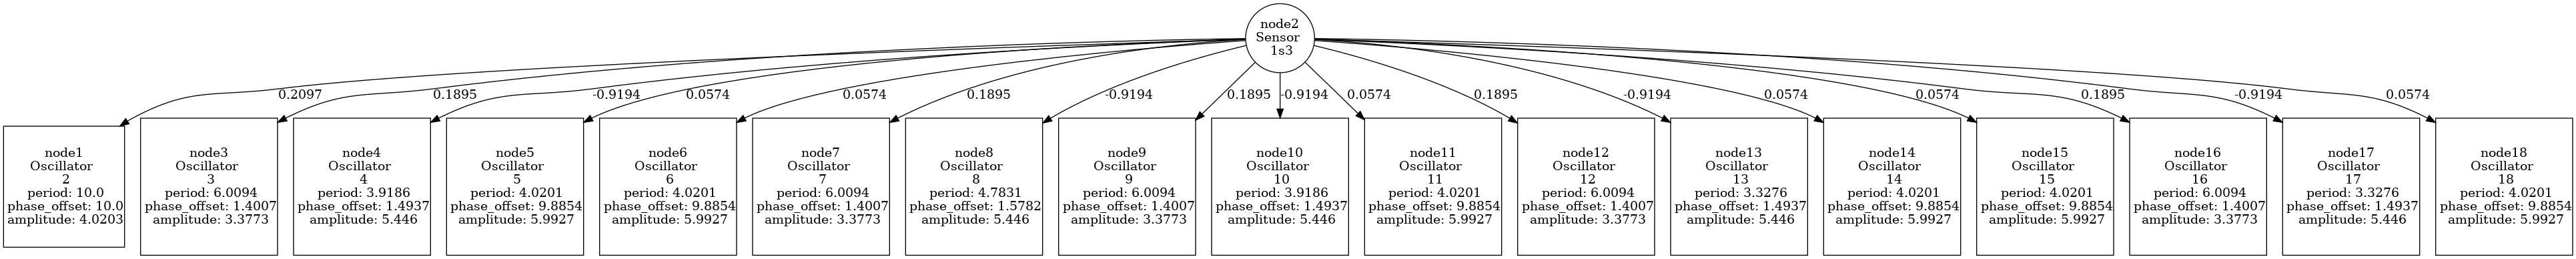 node2
Sensor
1s3
0.2097
0.1895
-0.9194
0.0574
0.0574
0.1895
-0.9194
0.1895
-0.9194
0.0574
0.1895
-0.9194
0.0574
0.0574
0.1895
-0.9194
0.0574
node1
Oscillator
2
period: 10.0
phase_offset: 10.0
amplitude: 4.0203
node3
Oscillator
3
period: 6.0094
phase_offset: 1.4007
amplitude: 3.3773
node4
Oscillator
4
period: 3.9186
phase_offset: 1.4937
amplitude: 5.446
node5
Oscillator
5
period: 4.0201
phase_offset: 9.8854
amplitude: 5.9927
node6
Oscillator
6
period: 4.0201
phase_offset: 9.8854
amplitude: 5.9927
node7
Oscillator
7
period: 6.0094
phase_offset: 1.4007
amplitude: 3.3773
node8
Oscillator
8
period: 4.7831
phase_offset: 1.5782
amplitude: 5.446
node9
Oscillator
9
period: 6.0094
phase_offset: 1.4007
amplitude: 3.3773
node10
Oscillator
10
period: 3.9186
phase_offset: 1.4937
amplitude: 5.446
node11
Oscillator
11
period: 4.0201
phase_offset: 9.8854
amplitude: 5.9927
node12
Oscillator
12
period: 6.0094
phase_offset: 1.4007
amplitude: 3.3773
node13
Oscillator
13
period: 3.3276
phase_offset: 1.4937
amplitude: 5.446
node14
Oscillator
14
period: 4.0201
phase_offset: 9.8854
amplitude: 5.9927
node15
Oscillator
15
period: 4.0201
phase_offset: 9.8854
amplitude: 5.9927
node16
Oscillator
16
period: 6.0094
phase_offset: 1.4007
amplitude: 3.3773
node17
Oscillator
17
period: 3.3276
phase_offset: 1.4937
amplitude: 5.446
node18
Oscillator
18
period: 4.0201
phase_offset: 9.8854
amplitude: 5.9927